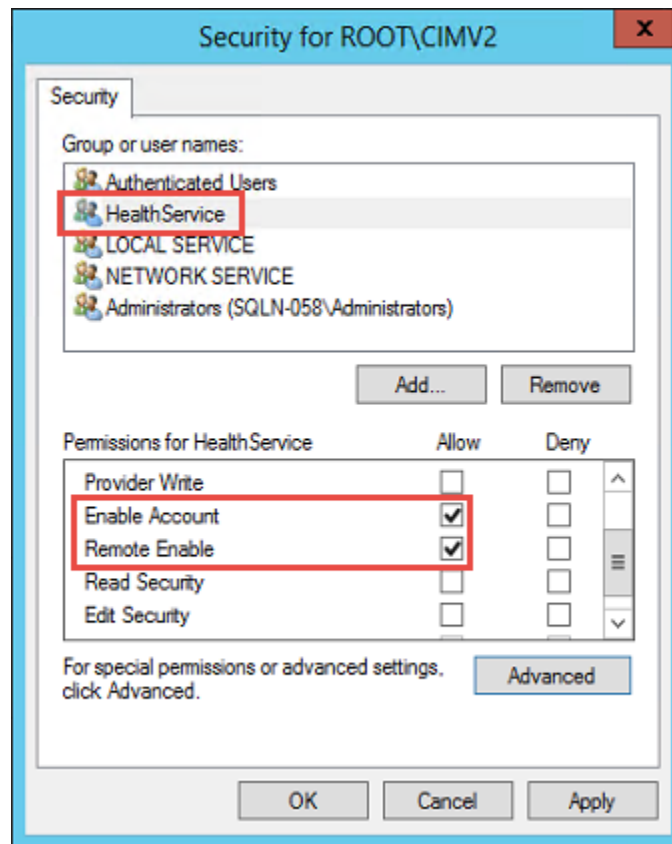 Security for ROOT\CIMV2
x
Security
Group or user names:
Authenticated Users
HealthService
LOCAL SERVICE
NETWORK SERVICE
Administrators (SQLN-058\Administrators)
Add... Remove
Permissions for HealthService Allow Deny
Provider Write
Enable Account
Remote Enable
Read Security
Edit Security
For special permissions or advanced settings,
click Advanced.
Advanced
OK Cancel Apply